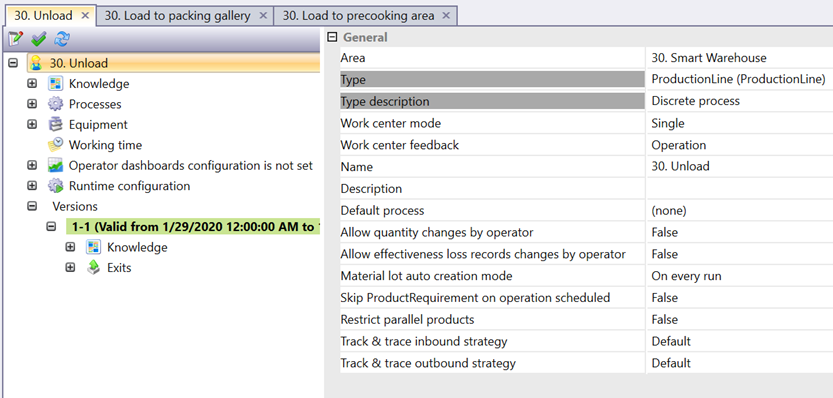 30. Unload
30. Load to packing gallery
30. Load to precooking area
30. Unload
Knowledge
Processes
Equipment
Working time
Operator dashboards configuration is not set
Runtime configuration
Versions
1-1 (Valid from 1/29/2020 12:00:00 AM to
Knowledge
Exits
General
Area 30. Smart Warehouse
Type ProductionLine (ProductionLine)
Type description Discrete process
Work center mode Single
Work center feedback Operation
Name 30. Unload
Description
Default process (none)
Allow quantity changes by operator False
Allow effectiveness loss records changes by operator False
Material lot auto creation mode On every run
Skip ProductRequirement on operation scheduled False
Restrict parallel products False
Track & trace inbound strategy Default
Track & trace outbound strategy Default